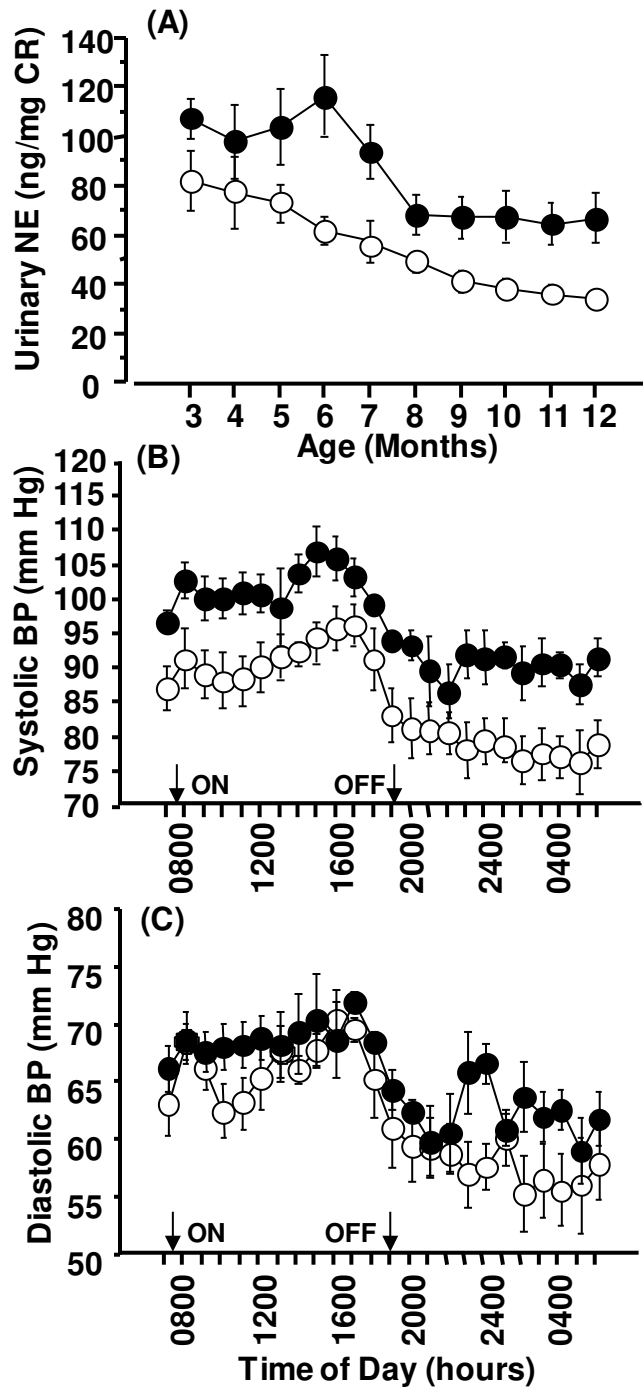 (A)
Urinary NE (ng/mg CR)
140
120
100
80
60
40
20
0
3 4 5 6 7 8 9 10 11 12
Age (Months)
(B)
Systolic BP (mm Hg)
120
115
110
105
100
95
90
85
80
75
70
ON OFF
0800 1200 1600 2000 2400 0400
(C)
Diastolic BP (mm Hg)
80
75
70
65
60
55
50
ON OFF
0800 1200 1600 2000 2400 0400
Time of Day (hours)